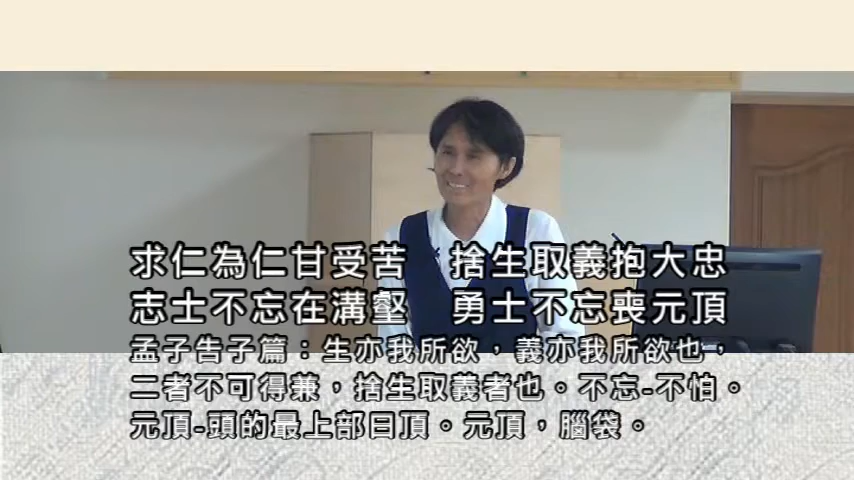 求仁為仁甘受苦　捨生取義抱大忠
志士不忘在溝壑　勇士不忘喪元頂
孟子告子篇：生亦我所欲，義亦我所欲也，
二者不可得兼，捨生取義者也。不忘-不怕。
元頂-頭的最上部曰頂。元頂，腦袋。